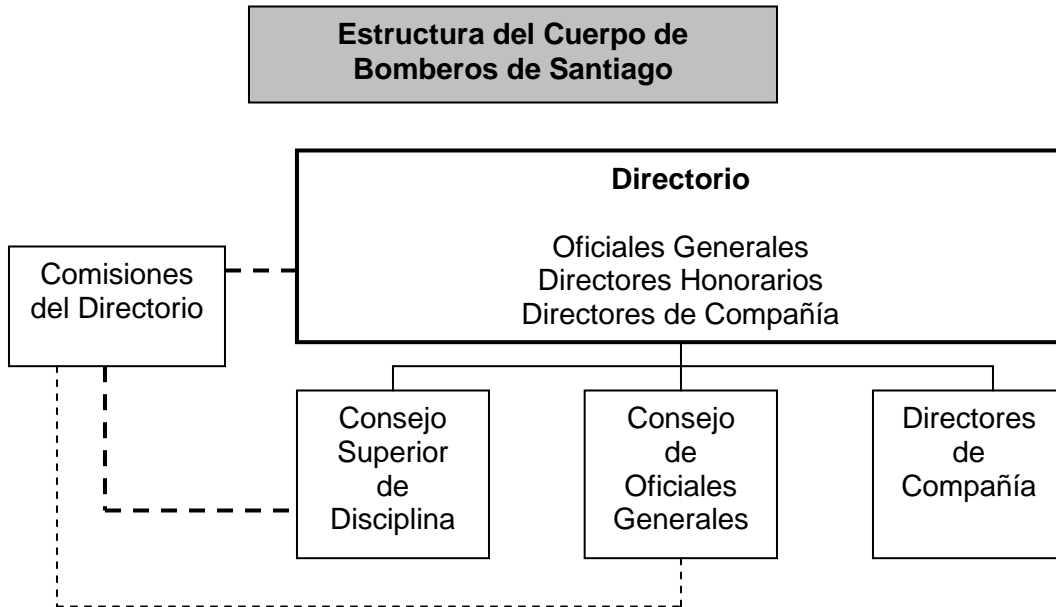 Estructura del Cuerpo de
Bomberos de Santiago
Directorio
Oficiales Generales
Directores Honorarios
Directores de Compañía
Comisiones
del Directorio
Consejo
Superior
de
Disciplina
Consejo
de
Oficiales
Generales
Directores
de
Compañía